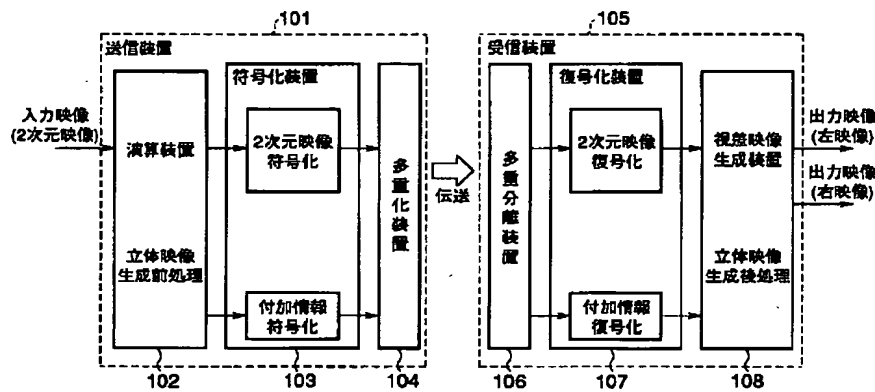 101
105
送信装置
受信装置
入力映像
(2次元映像)
演算装置
立体映像
生成前処理
符号化装置
2次元映像
符号化
付加情報
符号化
多重化装置
伝送
多重分離装置
復号化装置
2次元映像
復号化
付加情報
復号化
視差映像
生成装置
立体映像
生成後処理
出力映像
(左映像)
出力映像
(右映像)
102
103
104
106
107
108